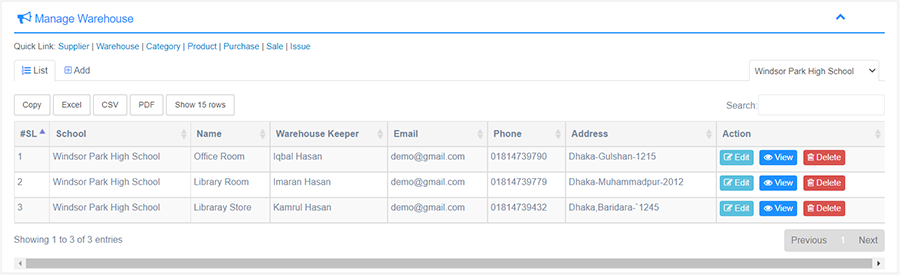 Manage Warehouse
Quick Link: Supplier | Warehouse | Category | Product | Purchase | Sale | Issue
List Add Windsor Park High School
Copy Excel CSV PDF Show 15 rows Search:
#SL School Name Warehouse Keeper Email Phone Address Action
1 Windsor Park High School Office Room Iqbal Hasan demo@gmail.com 01814739790 Dhaka-Gulshan-1215 Edit View Delete
2 Windsor Park High School Library Room Imaran Hasan demo@gmail.com 01814739779 Dhaka-Muhammadpur-2012 Edit View Delete
3 Windsor Park High School Libraray Store Kamrul Hasan demo@gmail.com 01814739432 Dhaka,Baridara-`1245 Edit View Delete
Showing 1 to 3 of 3 entries Previous 1 Next